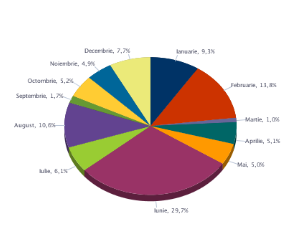 Decembrie, 7,7%
Ianuarie, 9,3%
Noiembrie, 4,9%
Octombrie, 5,2%
Februarie, 13,8%
Septembrie, 1,7%
Martie, 1,0%
August, 10,6%
Aprilie, 5,1%
Mai, 5,0%
Iulie, 6,1%
Iunie, 29,7%